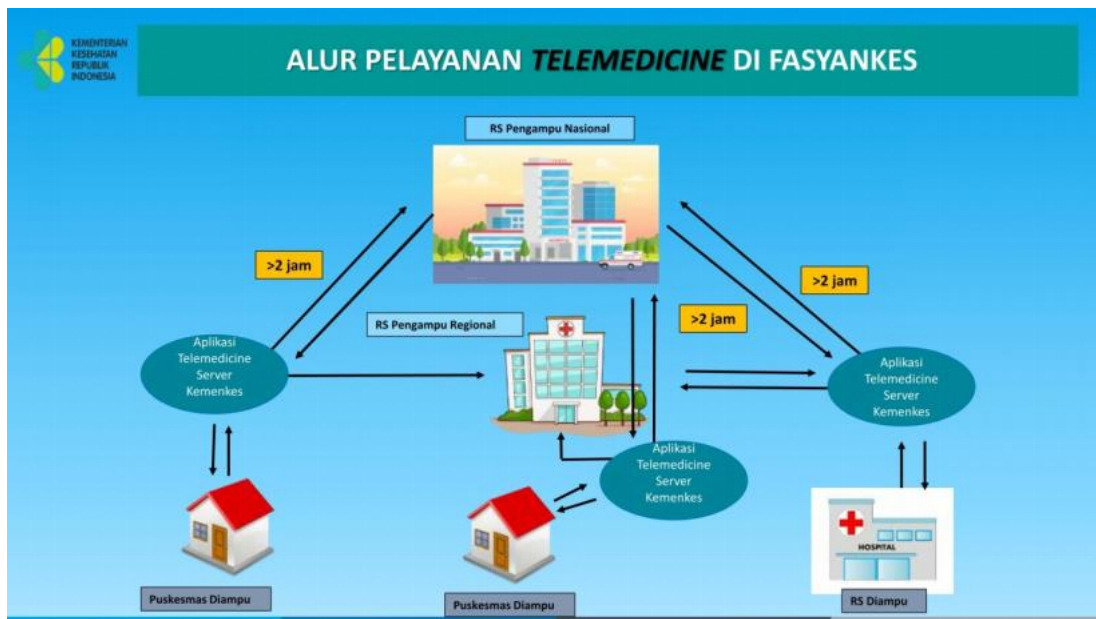 KEMENTERIAN
KESEHATAN
REPUBLIK
INDONESIA
ALUR PELAYANAN TELEMEDICINE DI FASYANKES
RS Pengampu Nasional
>2 jam
>2 jam
>2 jam
RS Pengampu Regional
Aplikasi
Telemedicine
Server
Kemenkes
Aplikasi
Telemedicine
Server
Kemenkes
Aplikasi
Telemedicine
Server
Kemenkes
HOSPITAL
Puskesmas Diampu
Puskesmas Diampu
RS Diampu